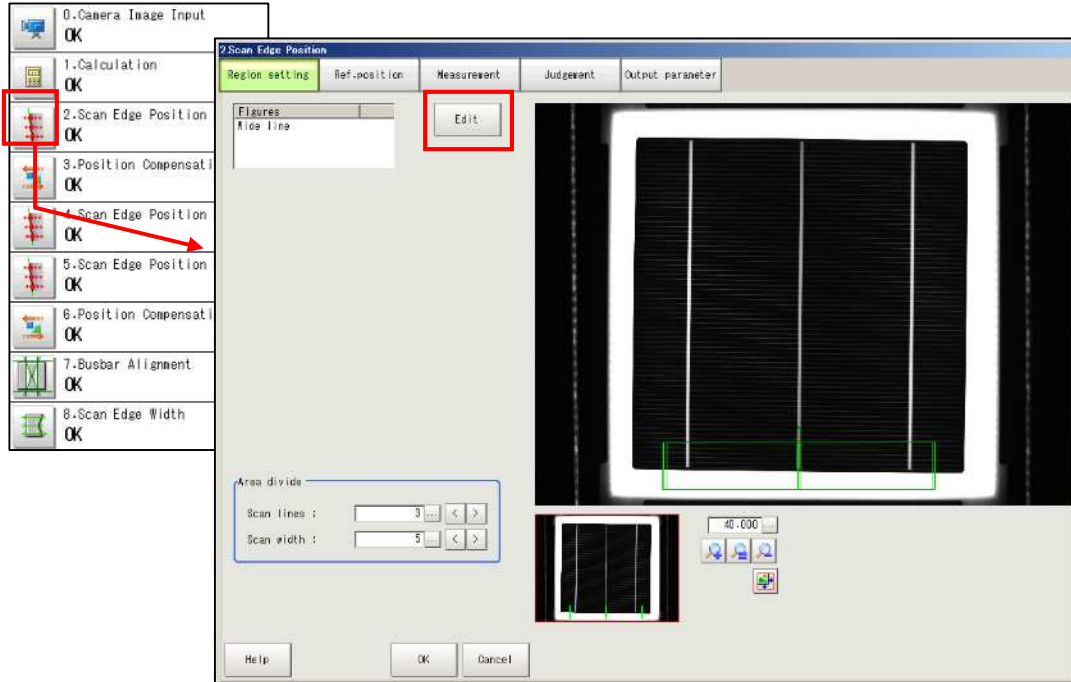 0.Camera Image Input
OK
1.Calculation
OK
2.Scan Edge Position
OK
3.Position Compensati
OK
4.Scan Edge Position
OK
5.Scan Edge Position
OK
6.Position Compensati
OK
7.Busbar Alignment
OK
8.Scan Edge Width
OK
2.Scan Edge Position
Region setting
Ref.position
Measurement
Judgement
Output parameter
Figures
Wide line
Edit
Area divide
Scan lines :
3
...
<
>
Scan width :
5
...
<
>
40.000
...
Help
OK
Cancel